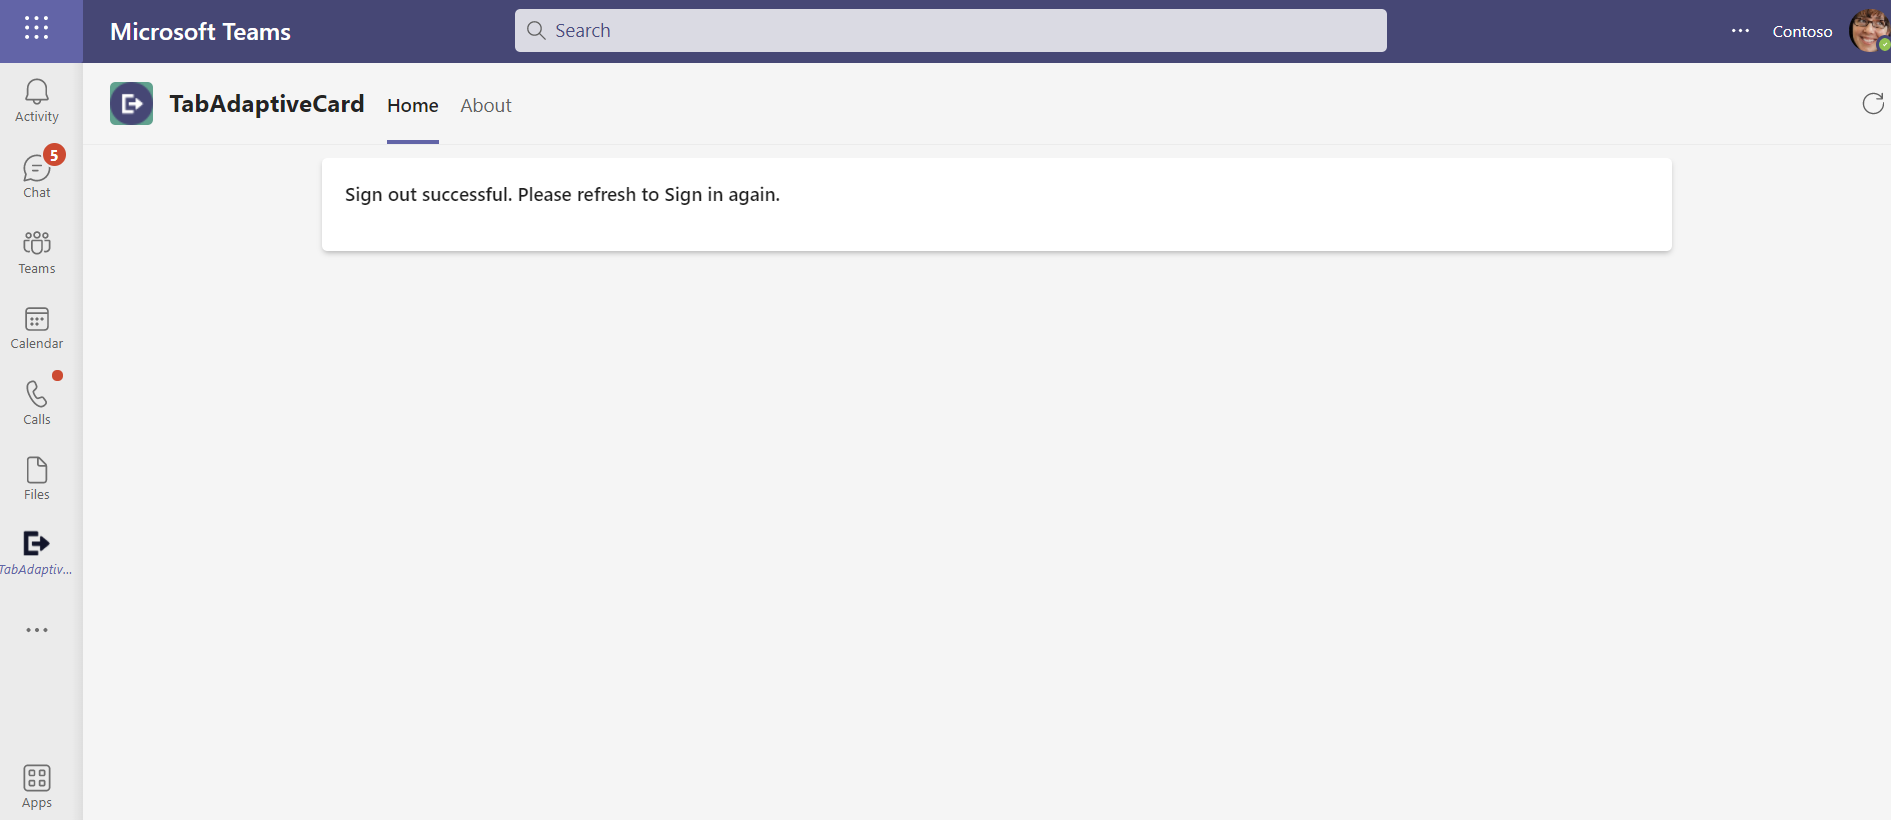 Microsoft Teams
Search
Contoso
Activity
5
Chat
Teams
Calendar
Calls
Files
TabAdaptiv...
Apps
TabAdaptiveCard
Home
About
Sign out successful. Please refresh to Sign in again.